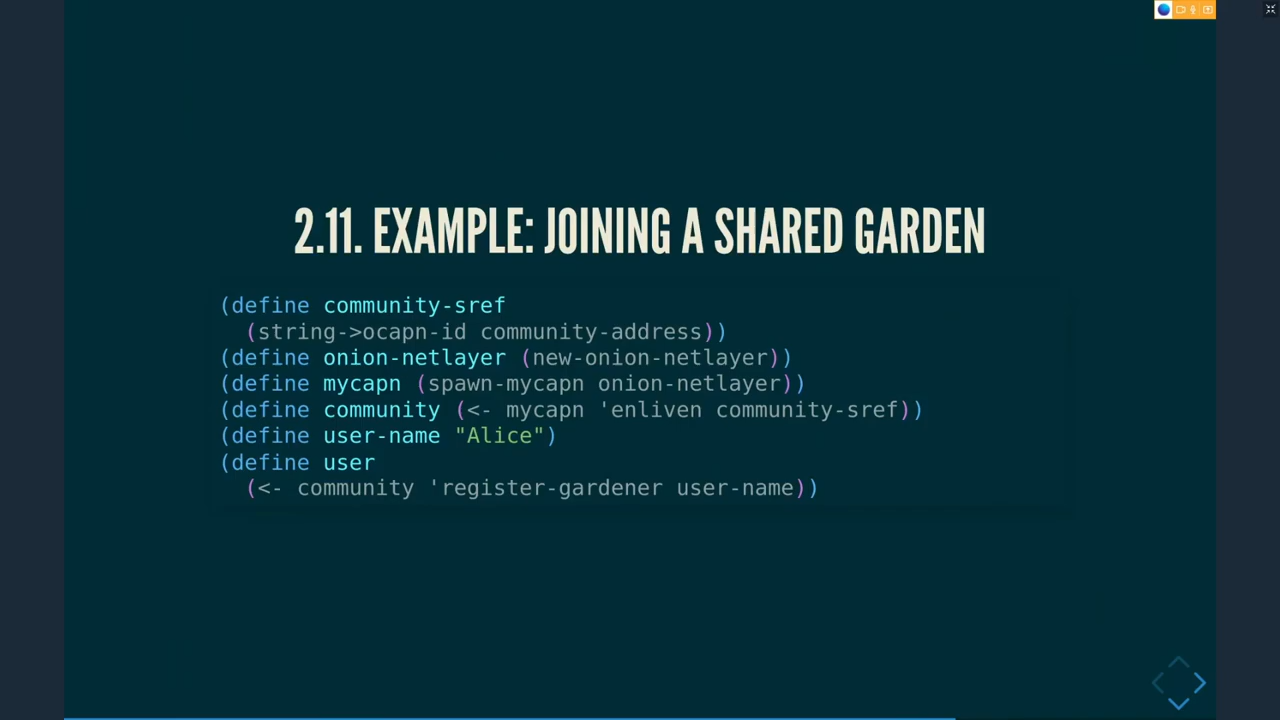 2.11. EXAMPLE: JOINING A SHARED GARDEN
(define community-sref
  (string->ocapn-id community-address))
(define onion-netlayer (new-onion-netlayer))
(define mycapn (spawn-mycapn onion-netlayer))
(define community (<- mycapn 'enliven community-sref))
(define user-name "Alice")
(define user
  (<- community 'register-gardener user-name))